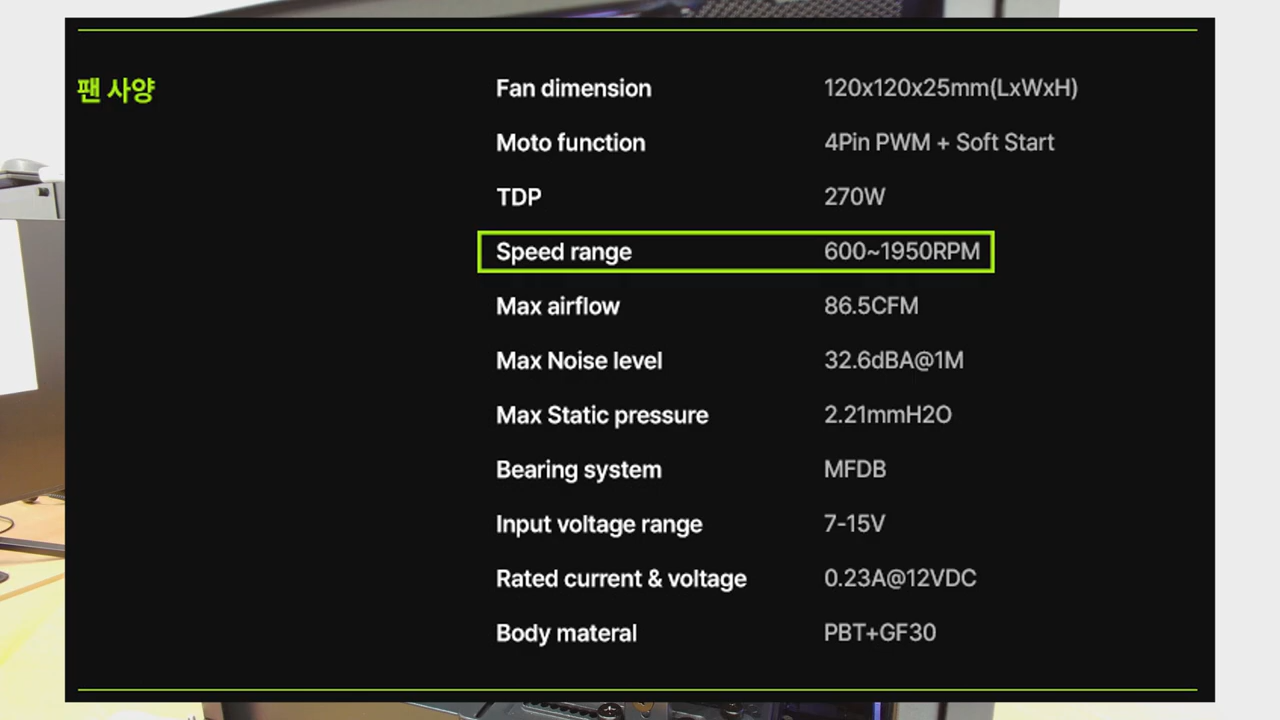 팬 사양
Fan dimension 120x120x25mm(LxWxH)
Moto function 4Pin PWM + Soft Start
TDP 270W
Speed range 600~1950RPM
Max airflow 86.5CFM
Max Noise level 32.6dBA@1M
Max Static pressure 2.21mmH2O
Bearing system MFDB
Input voltage range 7-15V
Rated current & voltage 0.23A@12VDC
Body materal PBT+GF30